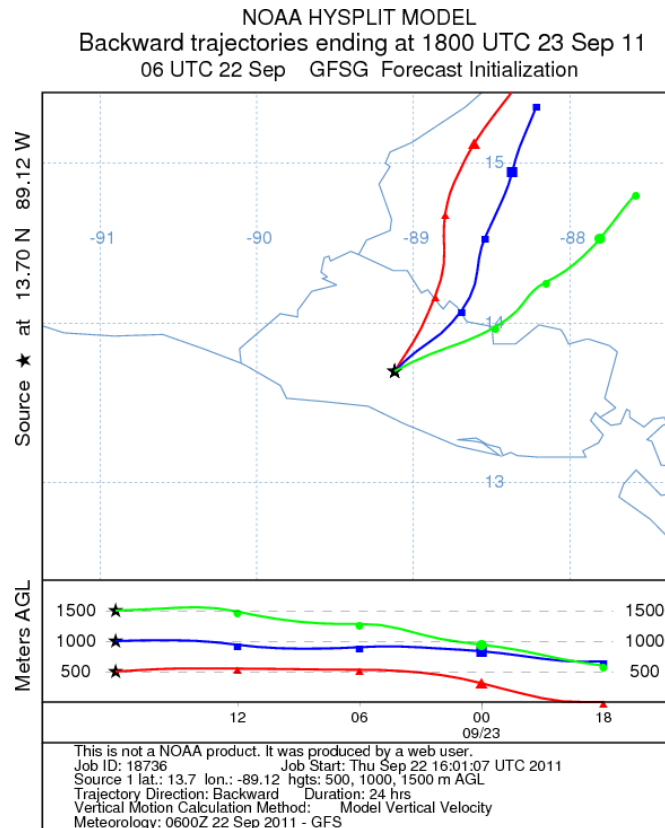 NOAA HYSPLIT MODEL
Backward trajectories ending at 1800 UTC 23 Sep 11
06 UTC 22 Sep GFSG Forecast Initialization
Source ★ at 13.70 N 89.12 W
15
-91 -90 -89 -88
14
13
Meters AGL
1500 1500
1000 1000
500 500
12 06 00 18
09/23
This is not a NOAA product. It was produced by a web user.
Job ID: 18736 Job Start: Thu Sep 22 16:01:07 UTC 2011
Source 1 lat.: 13.7 lon.: -89.12 hgts: 500, 1000, 1500 m AGL
Trajectory Direction: Backward Duration: 24 hrs
Vertical Motion Calculation Method: Model Vertical Velocity
Meteorology: 0600Z 22 Sep 2011 - GFS